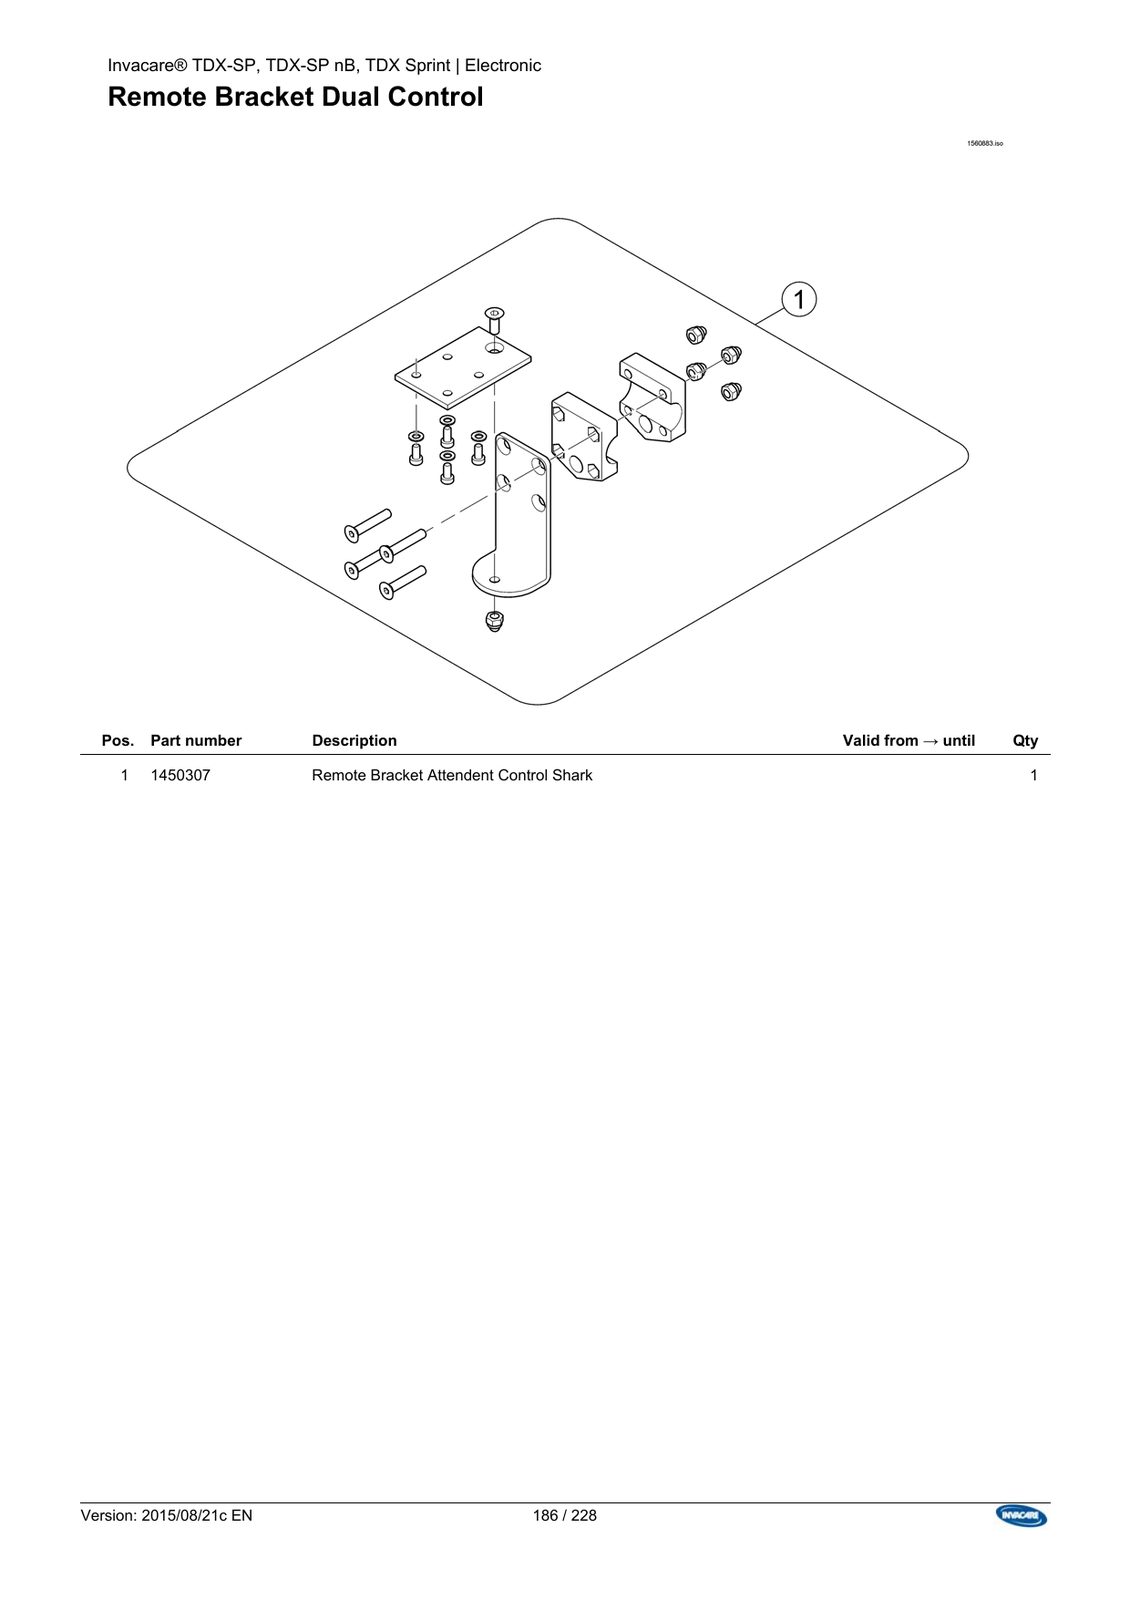 Invacare® TDX-SP, TDX-SP nB, TDX Sprint | Electronic
Remote Bracket Dual Control
1560883.iso
1
Pos. Part number Description Valid from → until Qty
1 1450307 Remote Bracket Attendent Control Shark 1
Version: 2015/08/21c EN 186 / 228 INVACARE